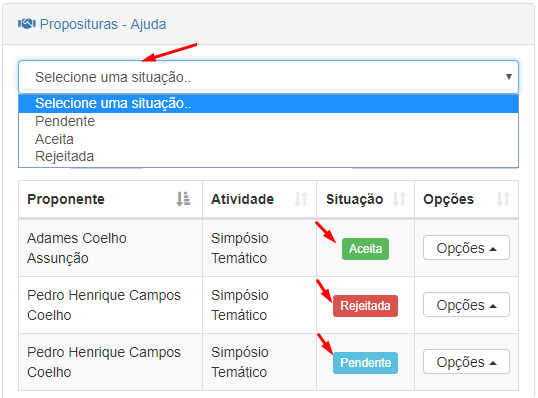 Proposituras - Ajuda
Selecione uma situação..
Selecione uma situação..
Pendente
Aceita
Rejeitada
Proponente Atividade Situação Opções
Adames Coelho Assunção Simpósio Temático Aceita Opções
Pedro Henrique Campos Coelho Simpósio Temático Rejeitada Opções
Pedro Henrique Campos Coelho Simpósio Temático Pendente Opções